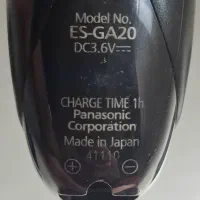 Model No.
ES-GA20
DC3.6V⎓
CHARGE TIME 1h
Panasonic
Corporation
Made in Japan
41110
+ -